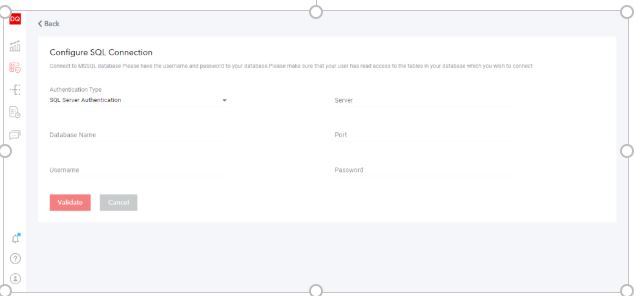 DQ
Back
Configure SQL Connection
Connect to MSSQL database Please have the username and password to your database.Please make sure that your user has read access to the tables in your database which you wish to connect
Authentication Type
SQL Server Authentication
Server
Database Name
Port
Username
Password
Validate
Cancel